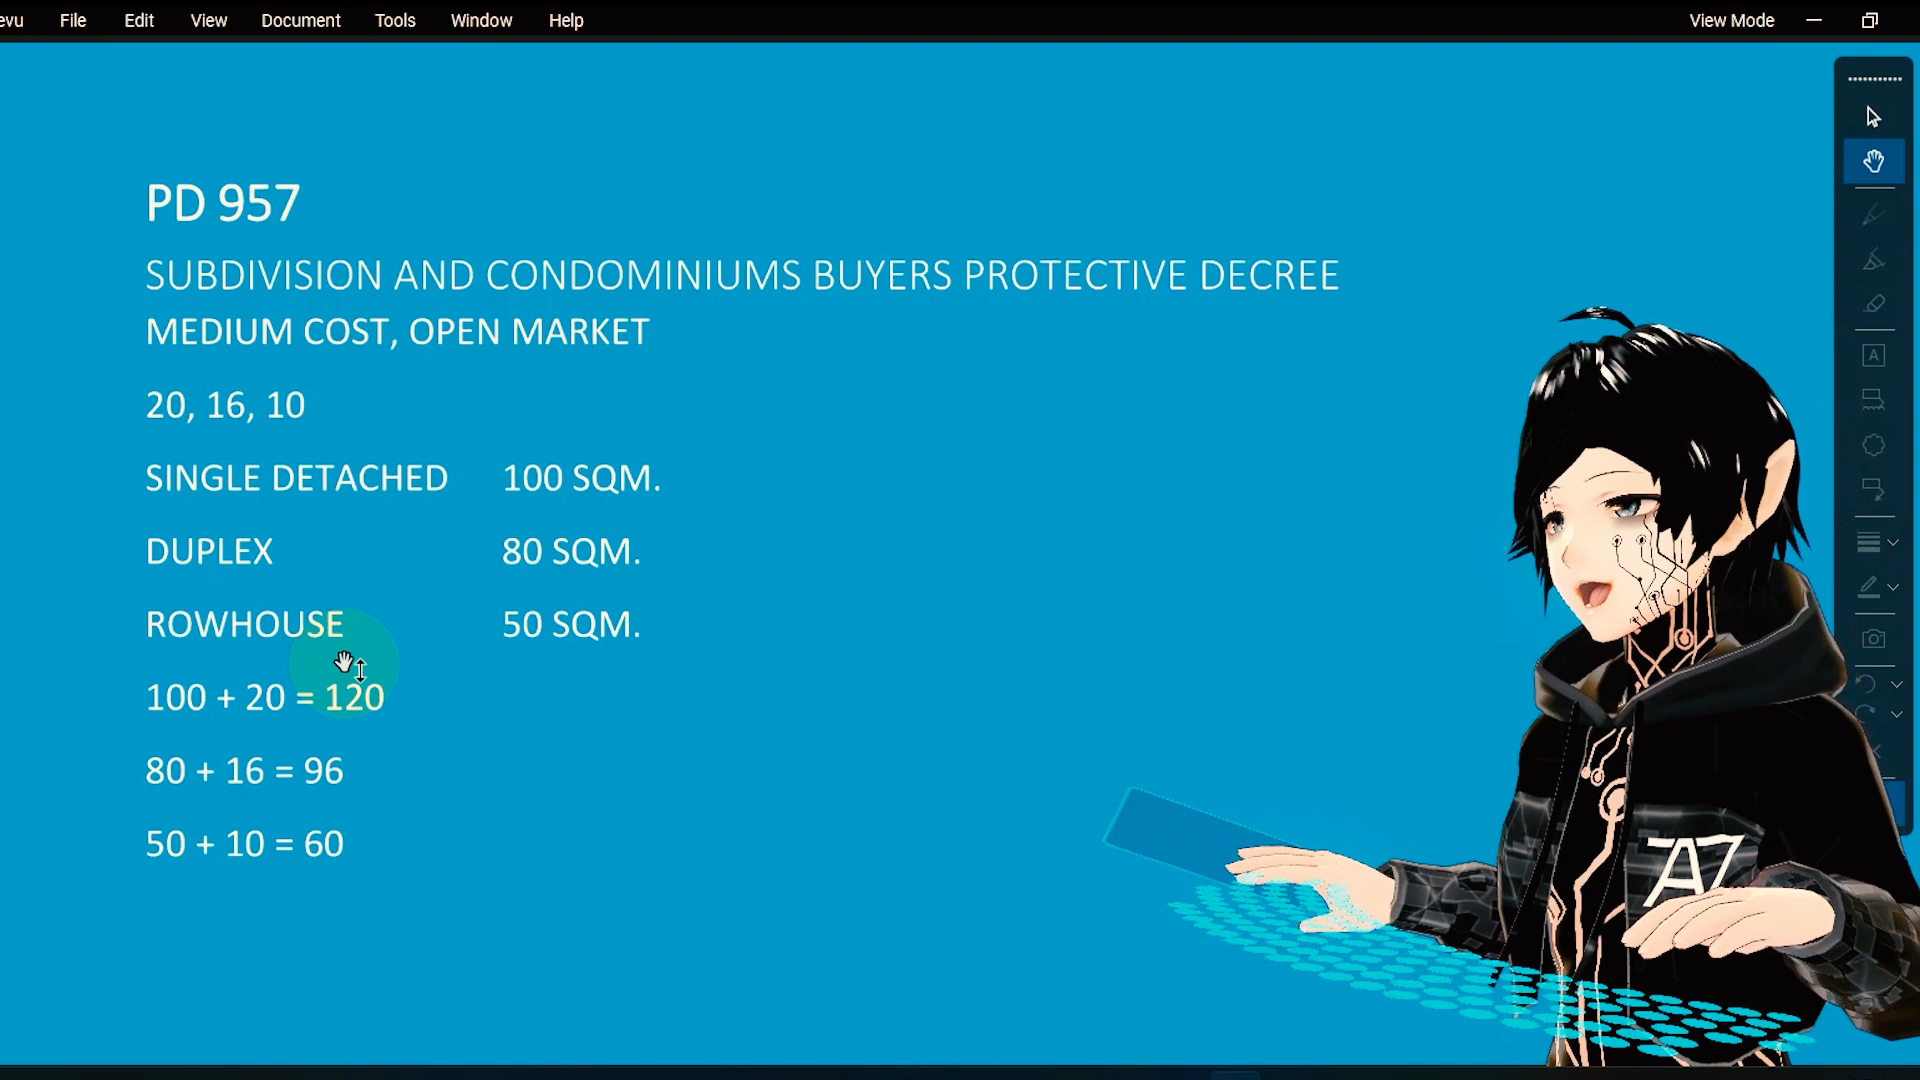 evu File Edit View Document Tools Window Help View Mode
PD 957
SUBDIVISION AND CONDOMINIUMS BUYERS PROTECTIVE DECREE
MEDIUM COST, OPEN MARKET
20, 16, 10
SINGLE DETACHED 100 SQM.
DUPLEX 80 SQM.
ROWHOUSE 50 SQM.
100 + 20 = 120
80 + 16 = 96
50 + 10 = 60
A
A7